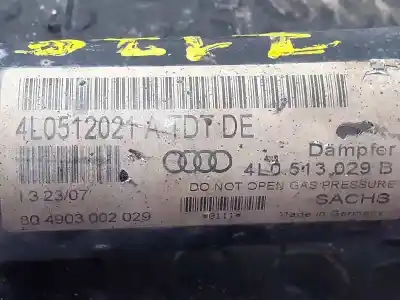 4L0512021 A TDT DE
Dämpfer
4L0 513 029 B
13 23/07
DO NOT OPEN GAS PRESSURE
SACHS
80 4903 002 029
*0111*
Made in Germany